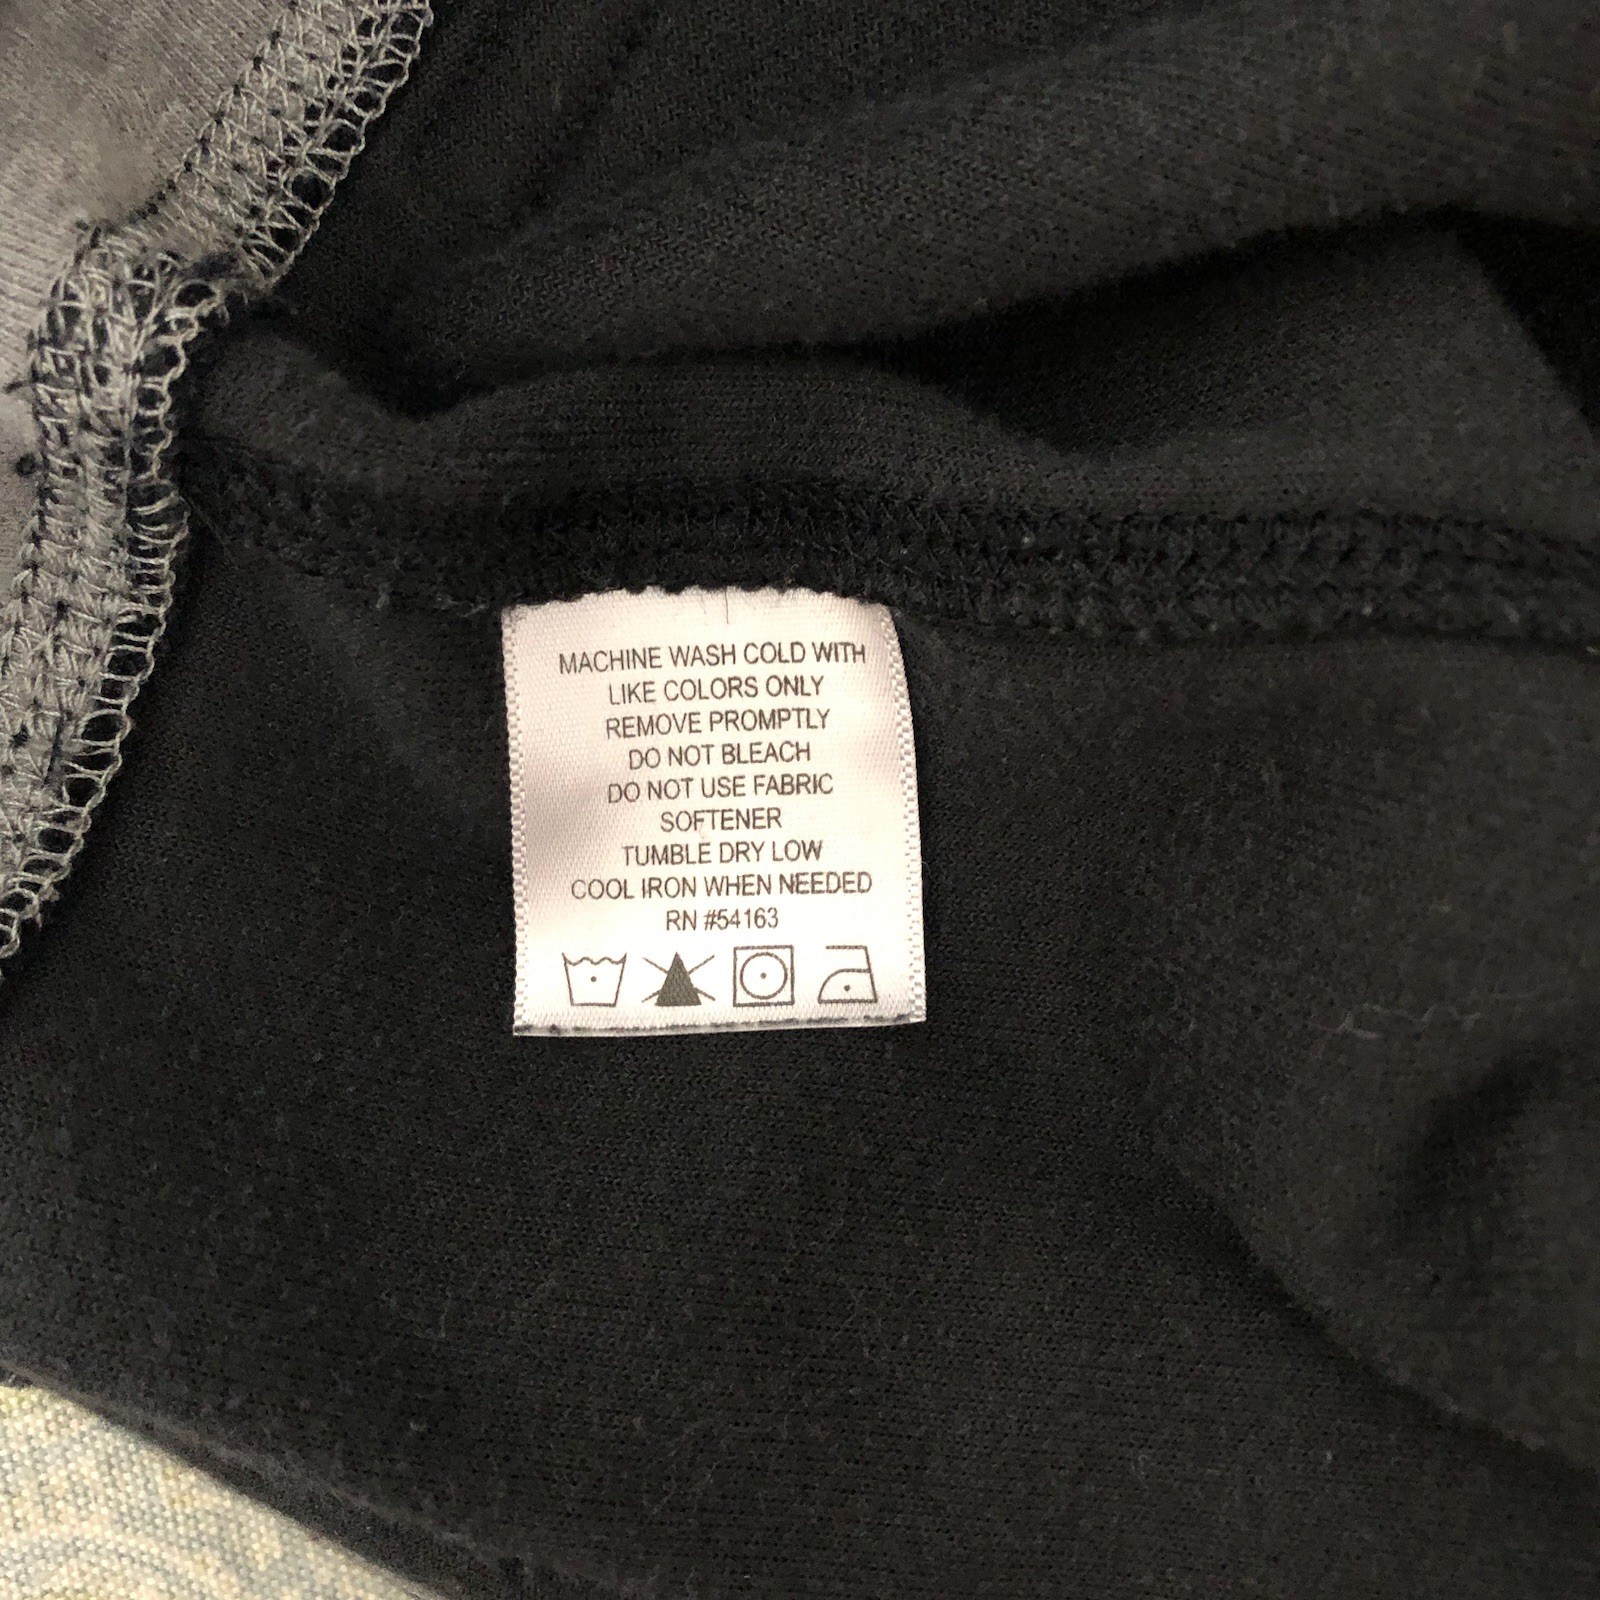 MACHINE WASH COLD WITH
LIKE COLORS ONLY
REMOVE PROMPTLY
DO NOT BLEACH
DO NOT USE FABRIC
SOFTENER
TUMBLE DRY LOW
COOL IRON WHEN NEEDED
RN #54163